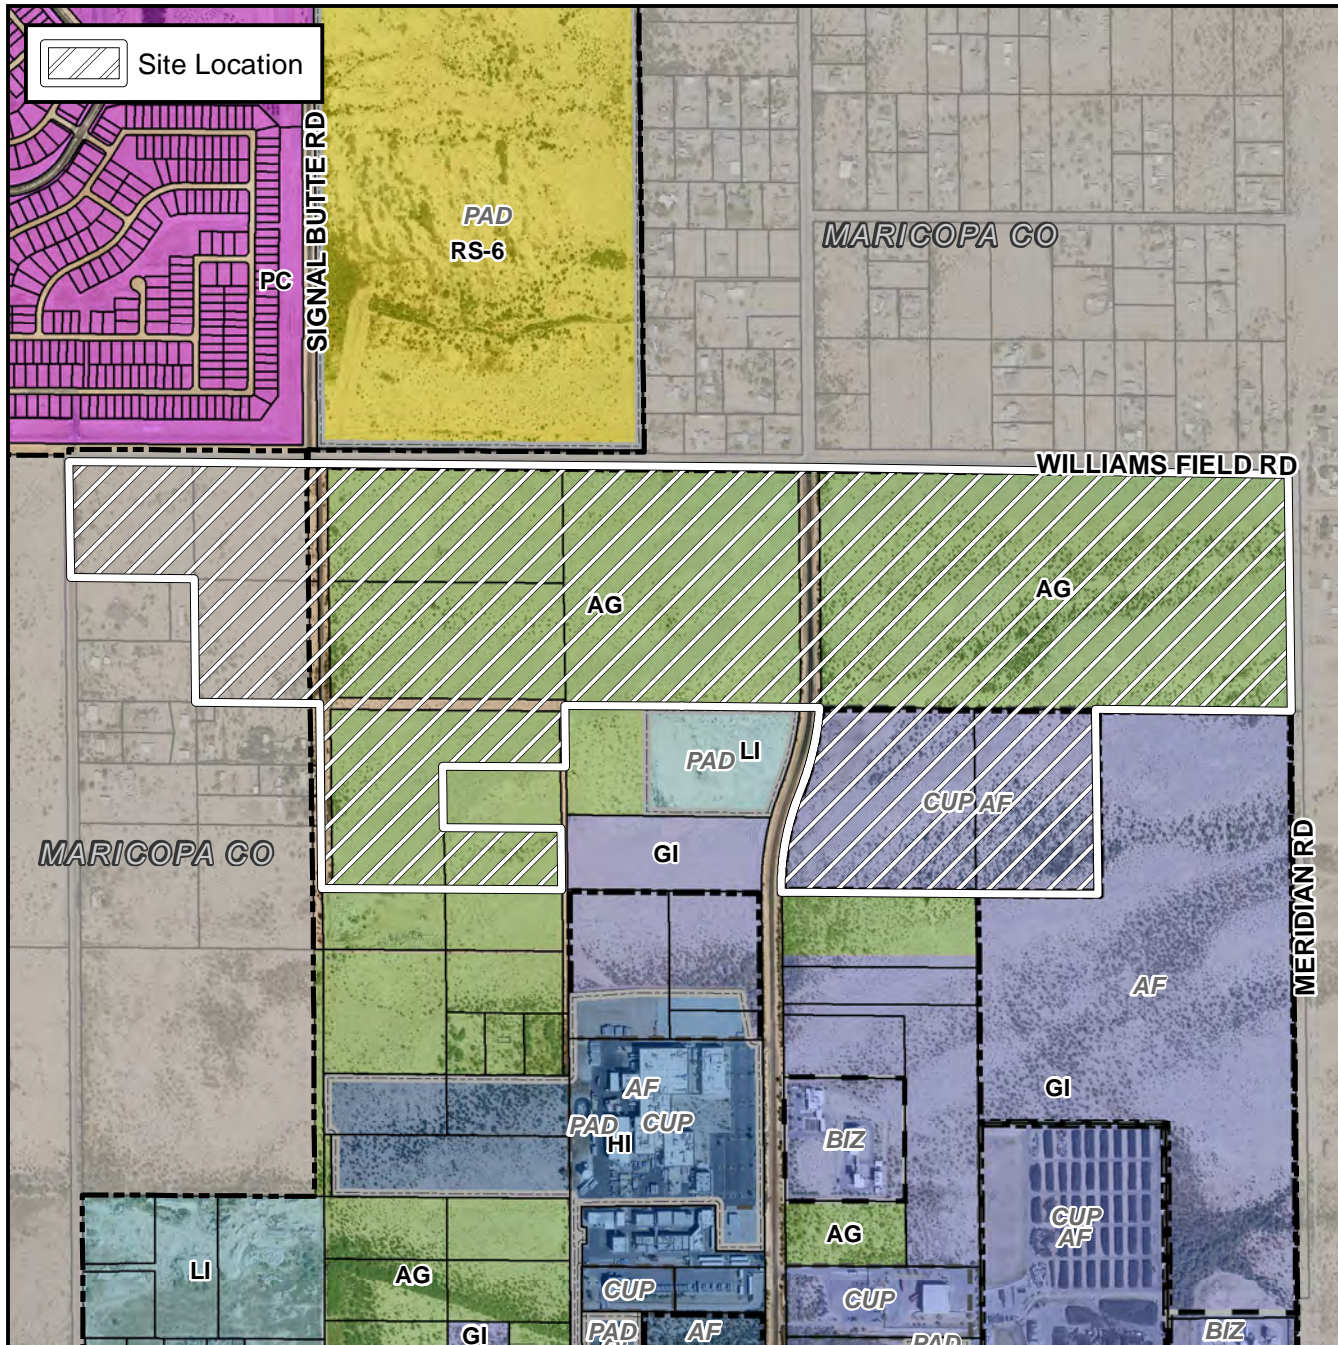 Site Location
SIGNAL BUTTE RD
PAD
RS-6
MARICOPA CO
PC
WILLIAMS FIELD RD
AG
AG
PAD LI
CUP AF
GI
MARICOPA CO
MERIDIAN RD
AF
AF
GI
CUP
PAD
HI
BIZ
CUP
AF
AG
LI
AG
CUP
CUP
GI
PAD
AF
BIZ
PAD